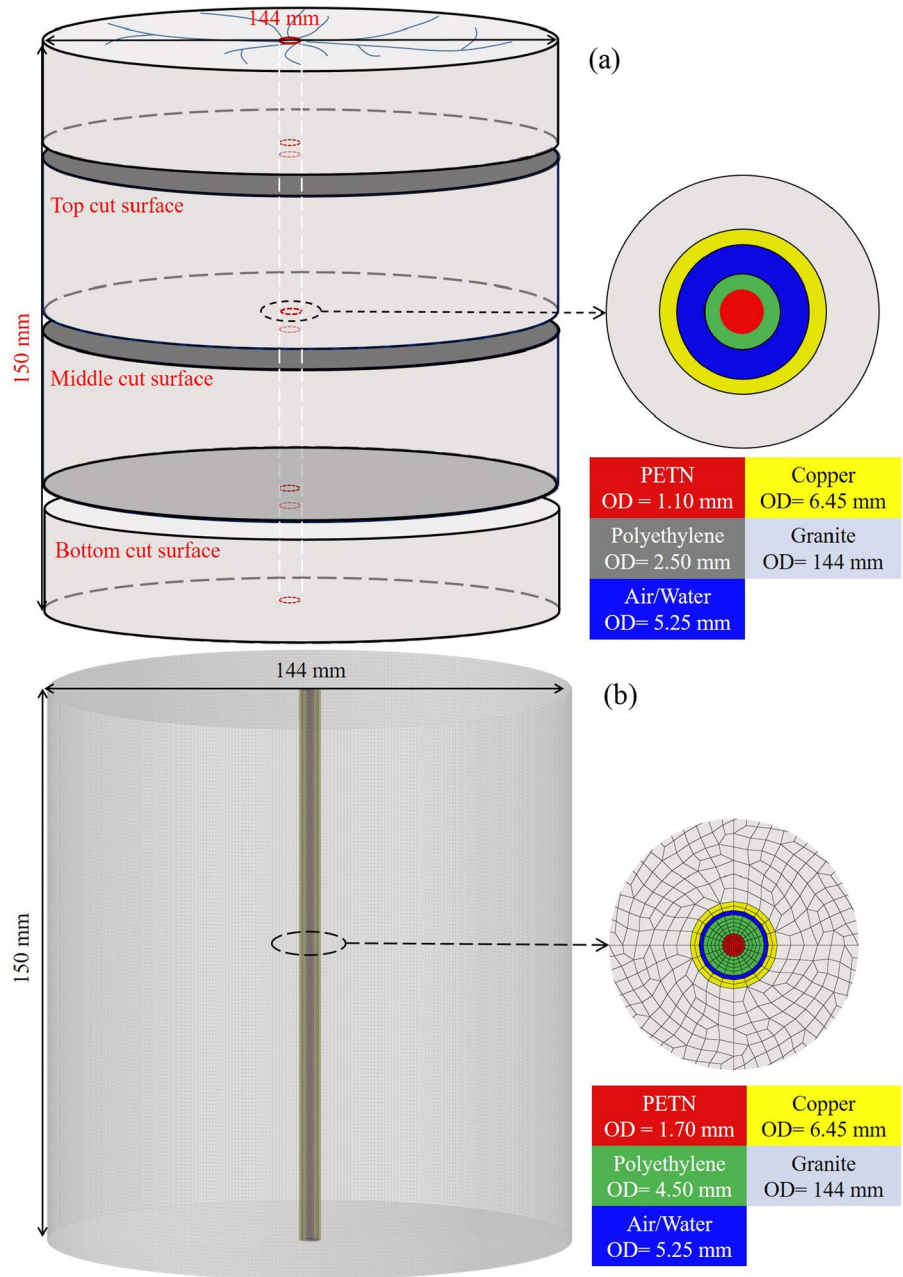 144 mm
(a)
150 mm
Top cut surface
Middle cut surface
Bottom cut surface
PETN
OD = 1.10 mm
Copper
OD= 6.45 mm
Polyethylene
OD= 2.50 mm
Granite
OD= 144 mm
Air/Water
OD= 5.25 mm
144 mm
(b)
150 mm
PETN
OD = 1.70 mm
Copper
OD= 6.45 mm
Polyethylene
OD= 4.50 mm
Granite
OD= 144 mm
Air/Water
OD= 5.25 mm